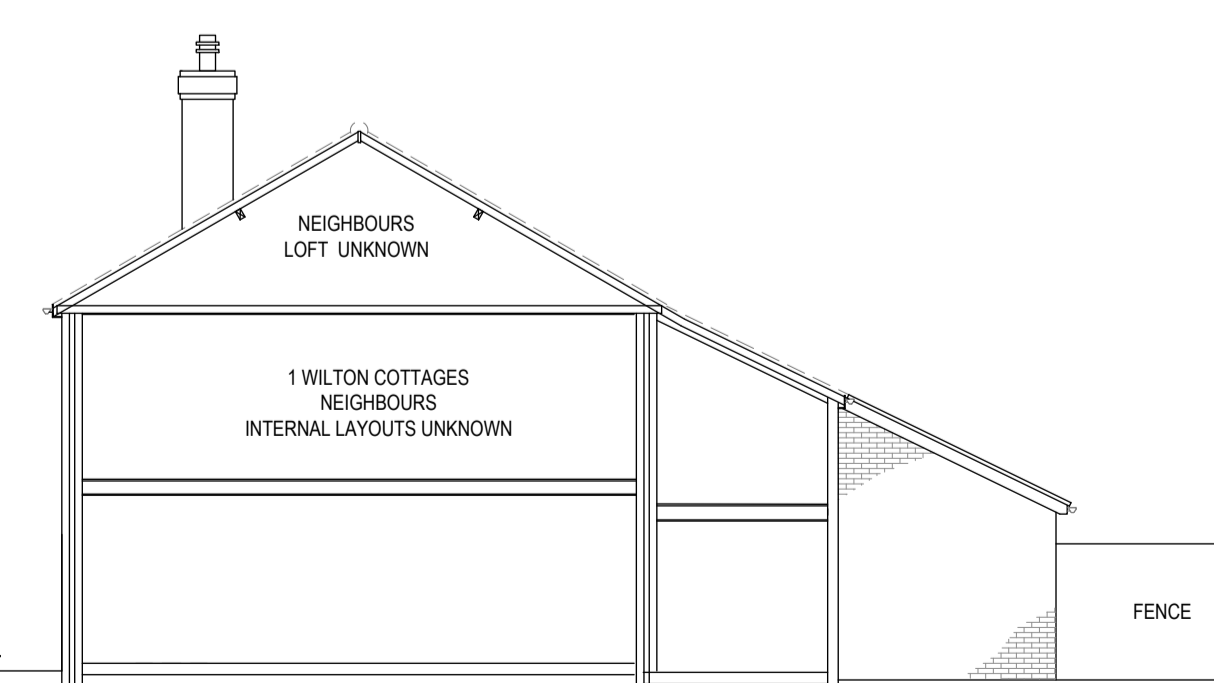 NEIGHBOURS
LOFT UNKNOWN
1 WILTON COTTAGES
NEIGHBOURS
INTERNAL LAYOUTS UNKNOWN
FENCE